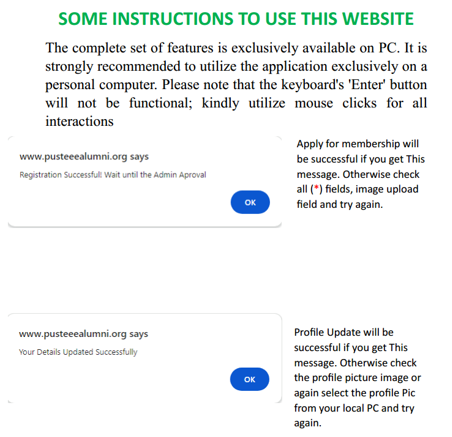 SOME INSTRUCTIONS TO USE THIS WEBSITE
The complete set of features is exclusively available on PC. It is
strongly recommended to utilize the application exclusively on a
personal computer. Please note that the keyboard's 'Enter' button
will not be functional; kindly utilize mouse clicks for all
interactions
www.pusteeealumni.org says
Registration Successful! Wait until the Admin Aproval
OK
Apply for membership will
be successful if you get This
message. Otherwise check
all (*) fields, image upload
field and try again.
www.pusteeealumni.org says
Your Details Updated Successfully
OK
Profile Update will be
successful if you get This
message. Otherwise check
the profile picture image or
again select the profile Pic
from your local PC and try
again.